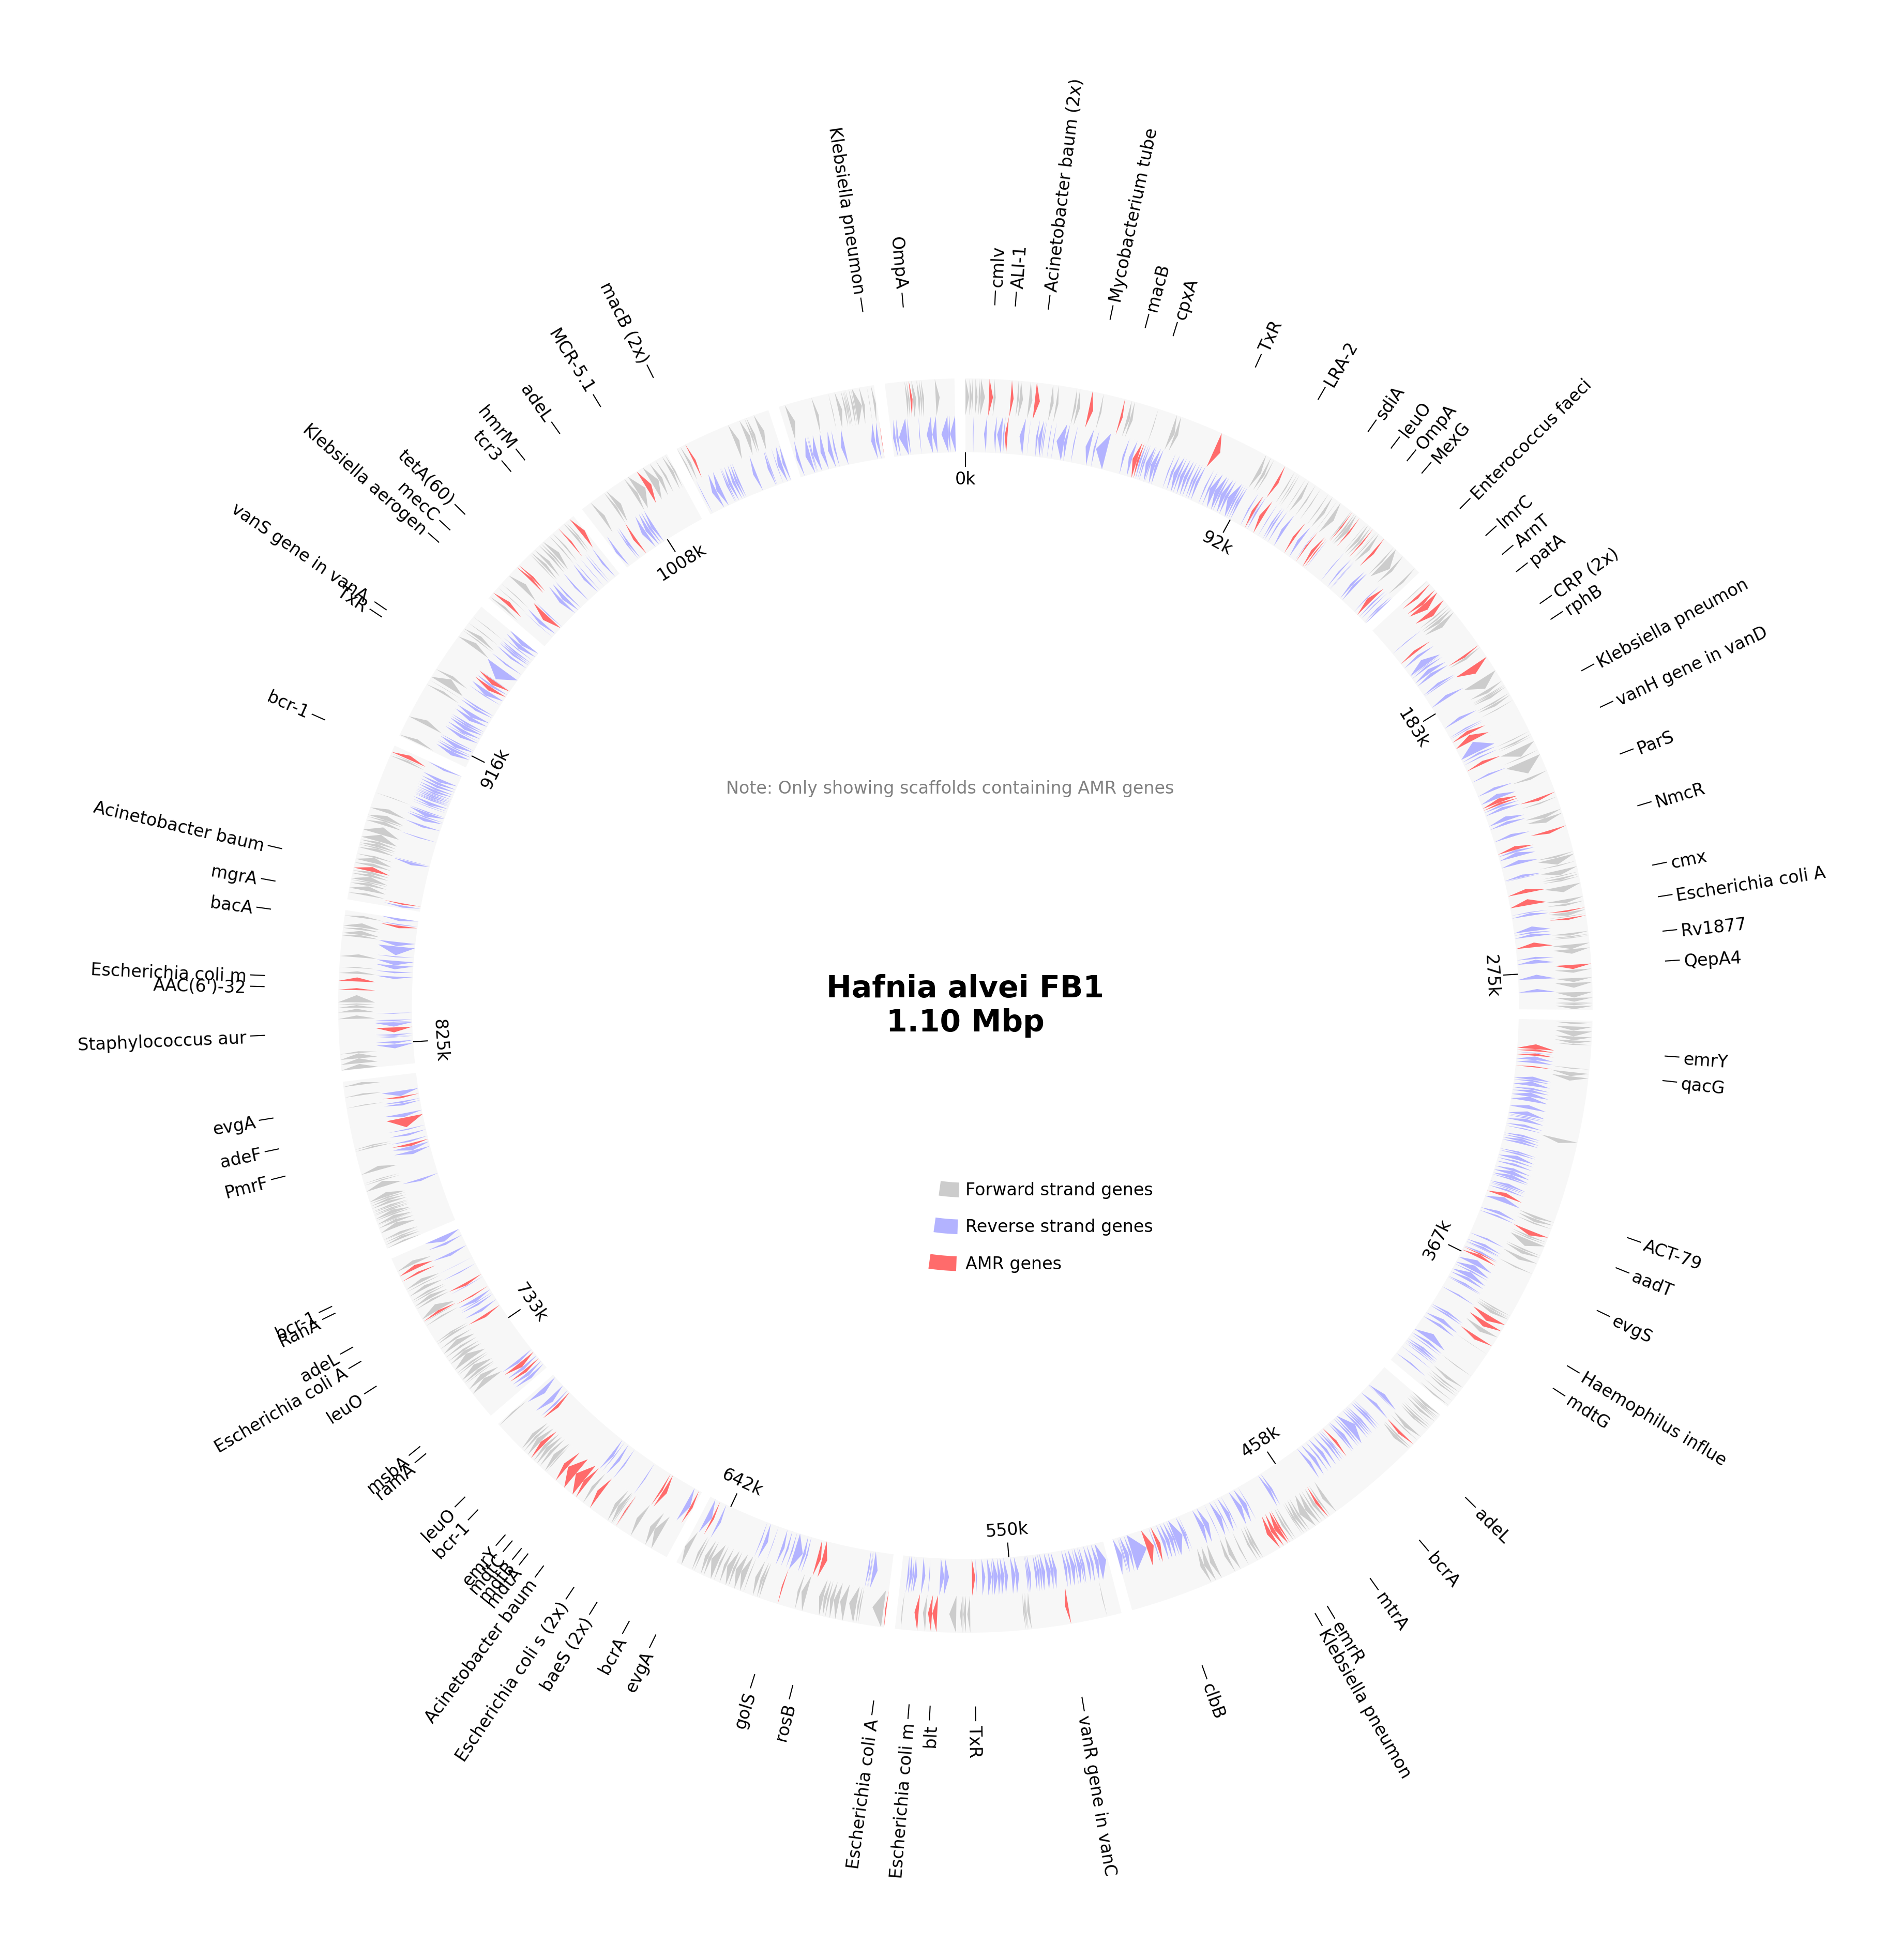 Hafnia alvei FB1
1.10 Mbp
Note: Only showing scaffolds containing AMR genes
Forward strand genes
Reverse strand genes
AMR genes
0k
92k
183k
275k
367k
458k
550k
642k
733k
825k
916k
1008k
cmlv
ALI-1
Acinetobacter baum (2x)
Mycobacterium tube
macB
cpxA
TxR
LRA-2
sdiA
leuO
OmpA
MexG
Enterococcus faeci
lmrC
ArnT
patA
CRP (2x)
rphB
Klebsiella pneumon
vanH gene in vanD
ParS
NmcR
cmx
Escherichia coli A
Rv1877
QepA4
emrY
qacG
ACT-79
aadT
evgS
Haemophilus influe
mdtG
adeL
bcrA
mtrA
emrR
Klebsiella pneumon
clbB
vanR gene in vanC
TxR
blt
Escherichia coli m
Escherichia coli A
rosB
golS
evgA
bcrA
baeS (2x)
Escherichia coli s (2x)
Acinetobacter baum
mdtA
mdtB
mdtC
emrY
bcr-1
leuO
ramA
msbA
leuO
Escherichia coli A
adeL
RahA
bcr-1
PmrF
adeF
evgA
Staphylococcus aur
AAC(6')-32
Escherichia coli m
bacA
mgrA
Acinetobacter baum
bcr-1
TxR
vanS gene in vanA
Klebsiella aerogen
mecC
tetA(60)
tcr3
hmrM
adeL
MCR-5.1
macB (2x)
Klebsiella pneumon
OmpA